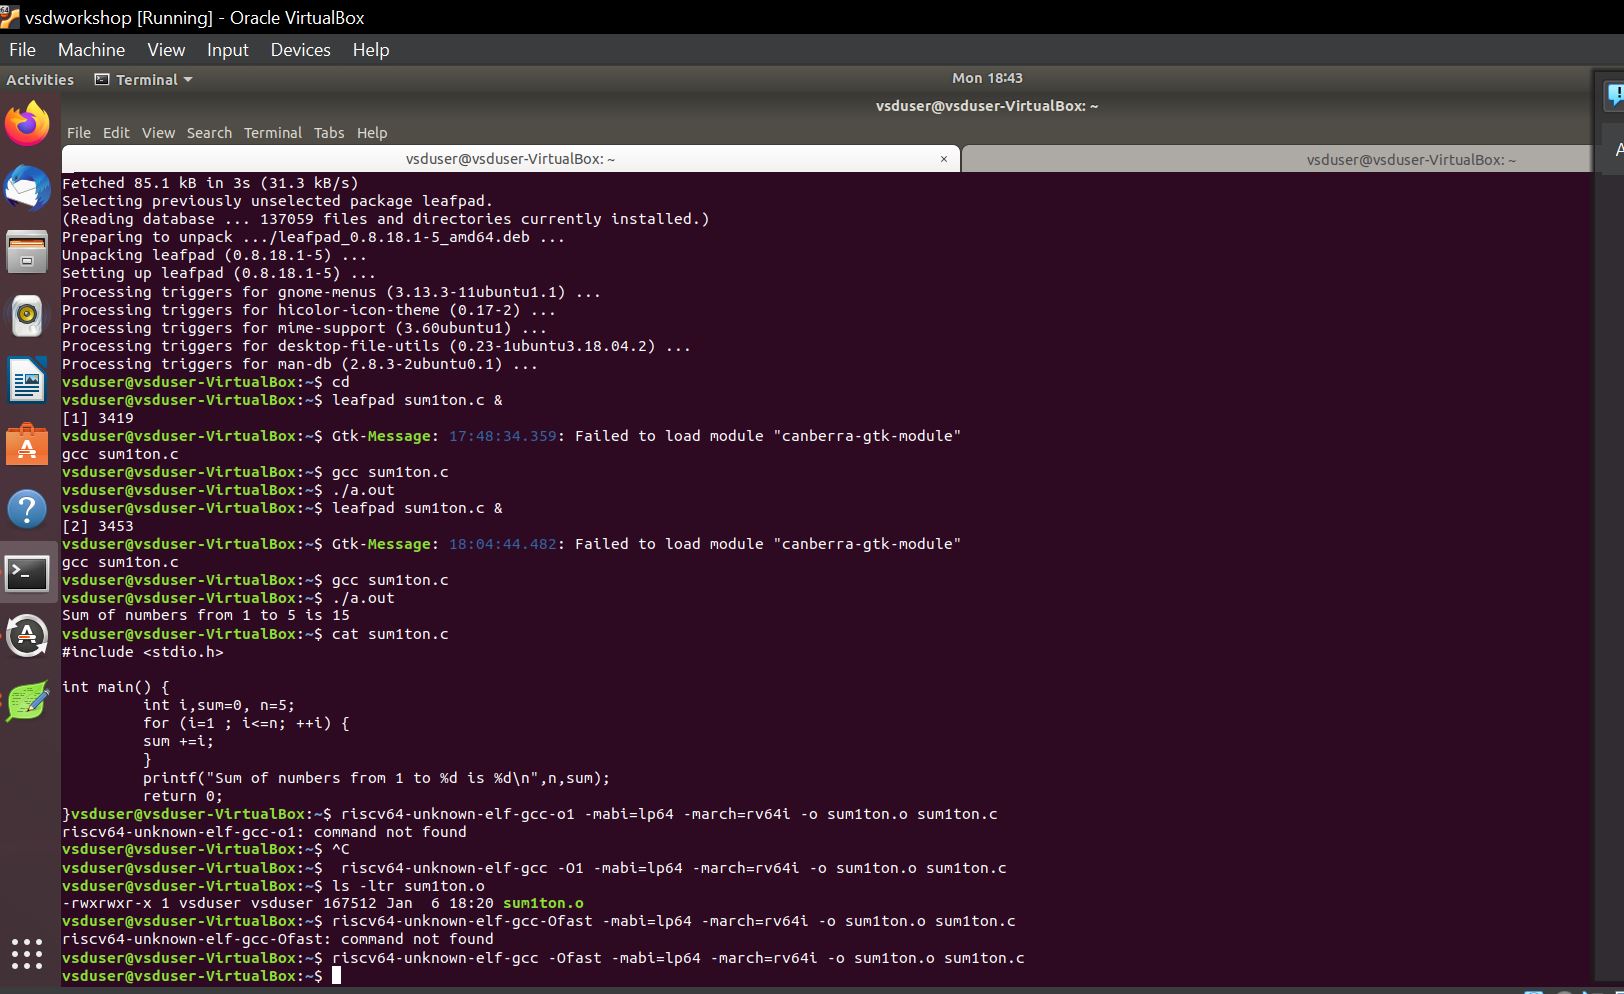 vsdworkshop [Running] - Oracle VirtualBox
File Machine View Input Devices Help
Activities Terminal Mon 18:43
vsduser@vsduser-VirtualBox: ~
File Edit View Search Terminal Tabs Help
vsduser@vsduser-VirtualBox: ~ × vsduser@vsduser-VirtualBox: ~
Fetched 85.1 kB in 3s (31.3 kB/s)
Selecting previously unselected package leafpad.
(Reading database ... 137059 files and directories currently installed.)
Preparing to unpack .../leafpad_0.8.18.1-5_amd64.deb ...
Unpacking leafpad (0.8.18.1-5) ...
Setting up leafpad (0.8.18.1-5) ...
Processing triggers for gnome-menus (3.13.3-11ubuntu1.1) ...
Processing triggers for hicolor-icon-theme (0.17-2) ...
Processing triggers for mime-support (3.60ubuntu1) ...
Processing triggers for desktop-file-utils (0.23-1ubuntu3.18.04.2) ...
Processing triggers for man-db (2.8.3-2ubuntu0.1) ...
vsduser@vsduser-VirtualBox:~$ cd
vsduser@vsduser-VirtualBox:~$ leafpad sum1ton.c &
[1] 3419
vsduser@vsduser-VirtualBox:~$ Gtk-Message: 17:48:34.359: Failed to load module "canberra-gtk-module"
gcc sum1ton.c
vsduser@vsduser-VirtualBox:~$ gcc sum1ton.c
vsduser@vsduser-VirtualBox:~$ ./a.out
vsduser@vsduser-VirtualBox:~$ leafpad sum1ton.c &
[2] 3453
vsduser@vsduser-VirtualBox:~$ Gtk-Message: 18:04:44.482: Failed to load module "canberra-gtk-module"
gcc sum1ton.c
vsduser@vsduser-VirtualBox:~$ gcc sum1ton.c
vsduser@vsduser-VirtualBox:~$ ./a.out
Sum of numbers from 1 to 5 is 15
vsduser@vsduser-VirtualBox:~$ cat sum1ton.c
#include <stdio.h>
int main() {
int i,sum=0, n=5;
for (i=1 ; i<=n; ++i) {
sum +=i;
}
printf("Sum of numbers from 1 to %d is %d\n",n,sum);
return 0;
}vsduser@vsduser-VirtualBox:~$ riscv64-unknown-elf-gcc-o1 -mabi=lp64 -march=rv64i -o sum1ton.o sum1ton.c
riscv64-unknown-elf-gcc-o1: command not found
vsduser@vsduser-VirtualBox:~$ ^C
vsduser@vsduser-VirtualBox:~$  riscv64-unknown-elf-gcc -O1 -mabi=lp64 -march=rv64i -o sum1ton.o sum1ton.c
vsduser@vsduser-VirtualBox:~$ ls -ltr sum1ton.o
-rwxrwxr-x 1 vsduser vsduser 167512 Jan  6 18:20 sum1ton.o
vsduser@vsduser-VirtualBox:~$ riscv64-unknown-elf-gcc-Ofast -mabi=lp64 -march=rv64i -o sum1ton.o sum1ton.c
riscv64-unknown-elf-gcc-Ofast: command not found
vsduser@vsduser-VirtualBox:~$ riscv64-unknown-elf-gcc -Ofast -mabi=lp64 -march=rv64i -o sum1ton.o sum1ton.c
vsduser@vsduser-VirtualBox:~$